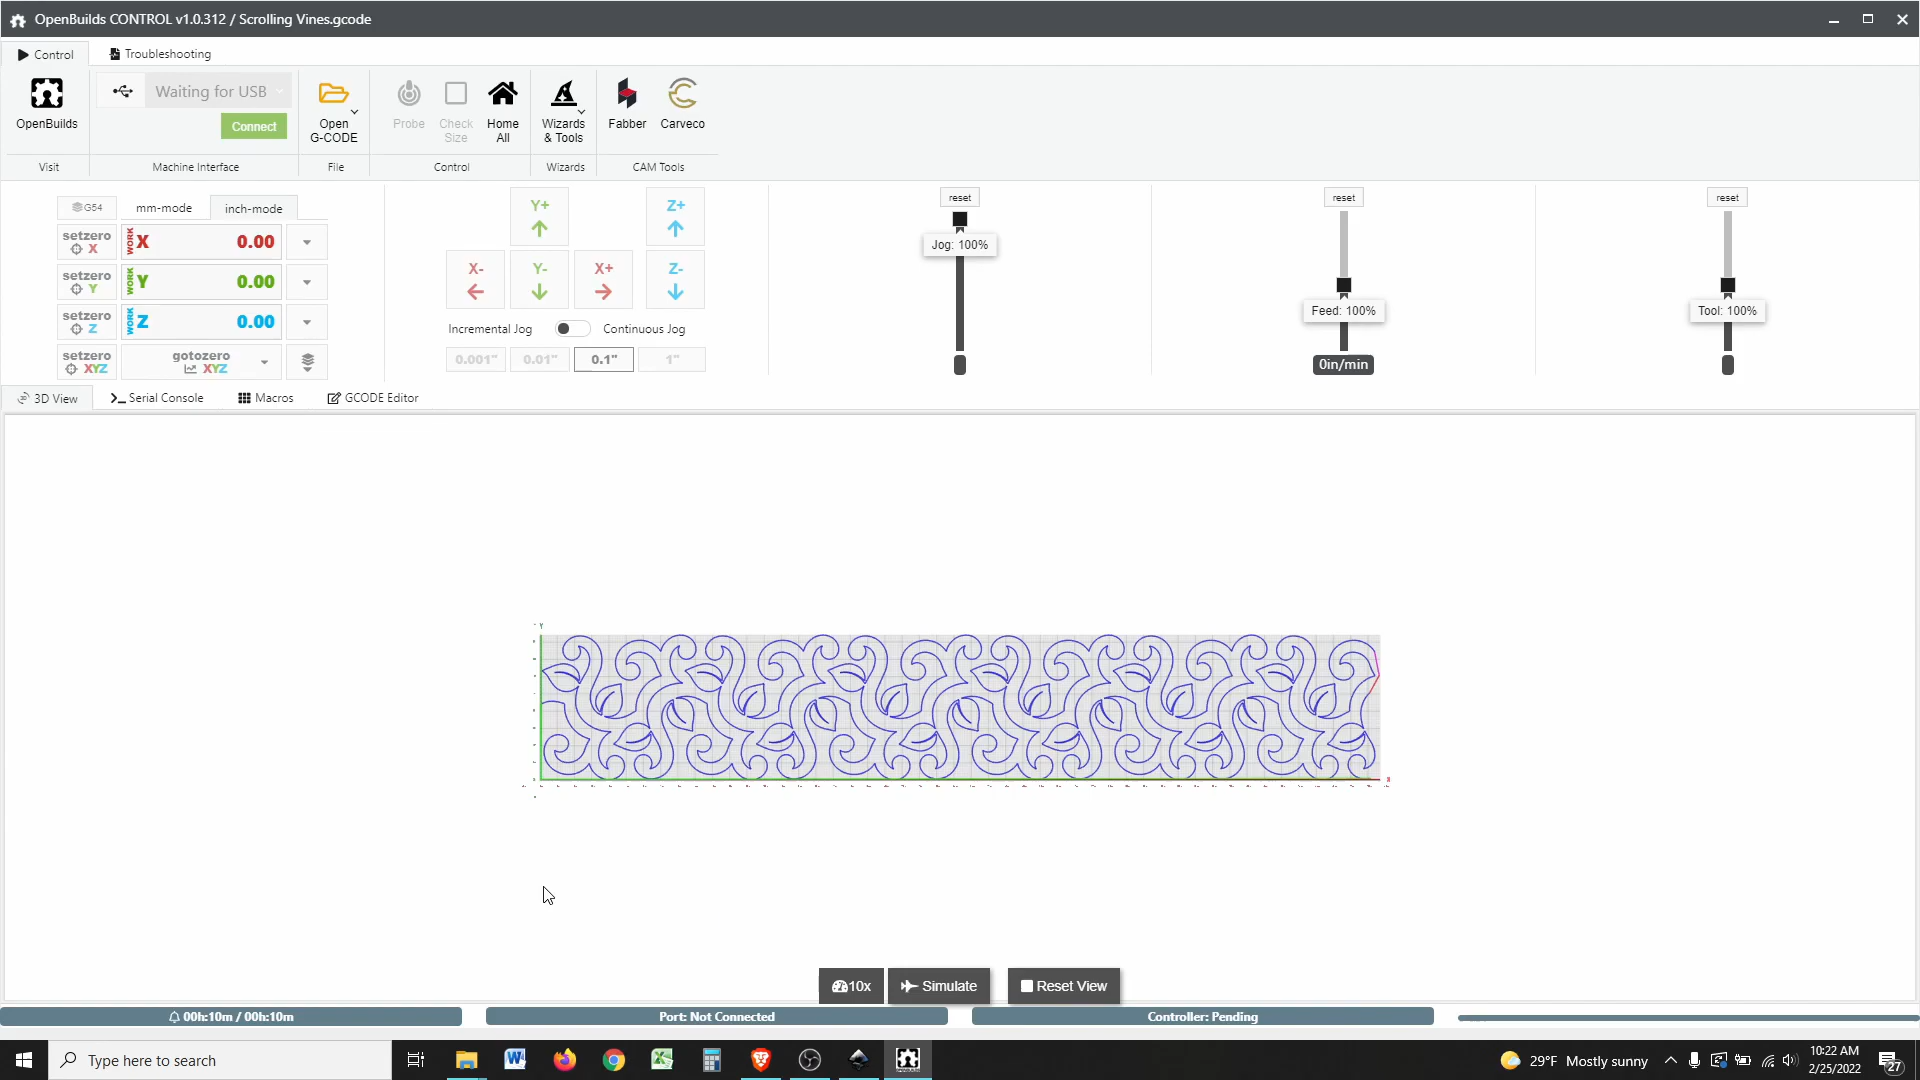 OpenBuilds CONTROL v1.0.312 / Scrolling Vines.gcode
Control
Troubleshooting
OpenBuilds
Waiting for USB
Connect
Open
G-CODE
Probe
Check
Size
Home
All
Wizards
& Tools
Fabber
Carveco
Visit
Machine Interface
File
Control
Wizards
CAM Tools
G54
mm-mode
inch-mode
setzero
X
WORK
X
0.00
setzero
Y
WORK
Y
0.00
setzero
Z
WORK
Z
0.00
setzero
XYZ
gotozero
XYZ
Y+
Z+
X-
Y-
X+
Z-
Incremental Jog
Continuous Jog
0.001"
0.01"
0.1"
1"
reset
Jog: 100%
reset
Feed: 100%
0in/min
reset
Tool: 100%
3D View
Serial Console
Macros
GCODE Editor
Y
X
10x
Simulate
Reset View
00h:10m / 00h:10m
Port: Not Connected
Controller: Pending
Type here to search
29°F Mostly sunny
10:22 AM
2/25/2022
27